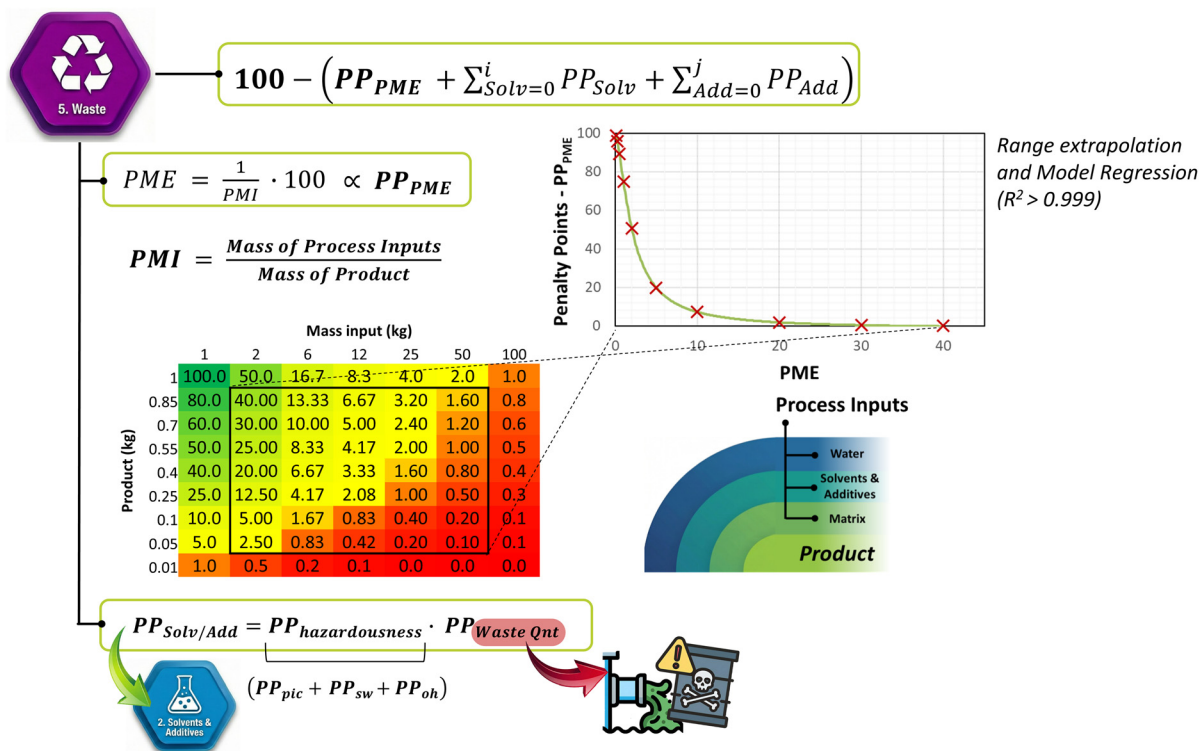 5. Waste
100 − (PP_PME + ∑^i_Solv=0 PP_Solv + ∑^j_Add=0 PP_Add)
PME = 1/PMI · 100 ∝ PP_PME
PMI = Mass of Process Inputs / Mass of Product
Penalty Points - PP_PME
100
80
60
40
20
0
0 10 20 30 40
PME
Range extrapolation
and Model Regression
(R² > 0.999)
Mass input (kg)
1 2 6 12 25 50 100
Product (kg)
1 100.0 50.0 16.7 8.3 4.0 2.0 1.0
0.85 80.0 40.00 13.33 6.67 3.20 1.60 0.8
0.7 60.0 30.00 10.00 5.00 2.40 1.20 0.6
0.55 50.0 25.00 8.33 4.17 2.00 1.00 0.5
0.4 40.0 20.00 6.67 3.33 1.60 0.80 0.4
0.25 25.0 12.50 4.17 2.08 1.00 0.50 0.3
0.1 10.0 5.00 1.67 0.83 0.40 0.20 0.1
0.05 5.0 2.50 0.83 0.42 0.20 0.10 0.1
0.01 1.0 0.5 0.2 0.1 0.0 0.0 0.0
Process Inputs
Water
Solvents &
Additives
Matrix
Product
PP_Solv/Add = PP_hazardousness · PP_Waste Qnt
(PP_pic + PP_sw + PP_oh)
2. Solvents &
Additives